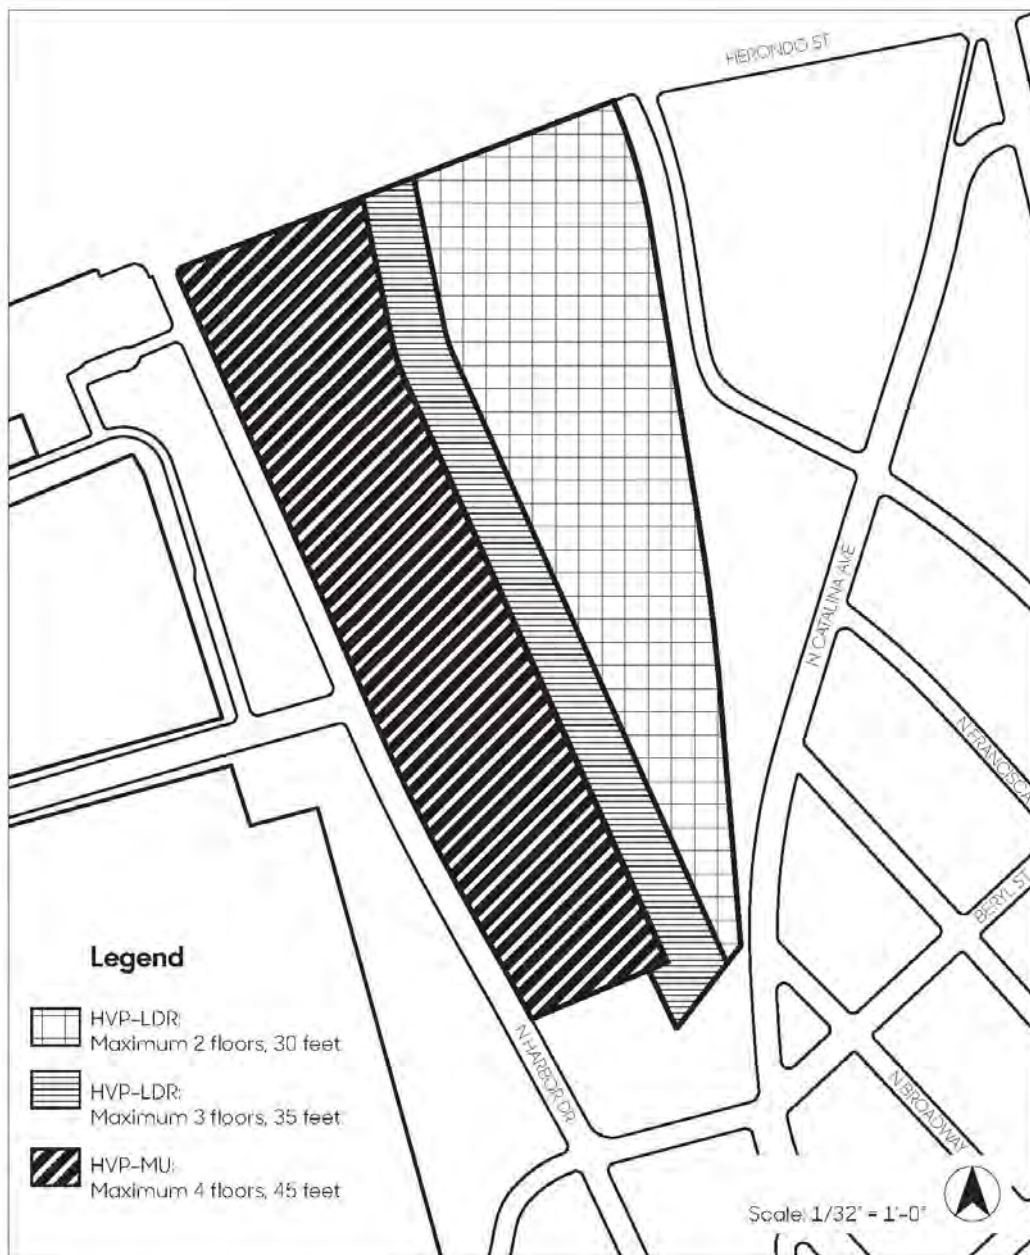 HERONDO ST
N CATALINA AVE
N FRANCISCA
BERYL ST
Legend
HVP-LDR:
Maximum 2 floors, 30 feet
HVP-LDR:
Maximum 3 floors, 35 feet
HVP-MU:
Maximum 4 floors, 45 feet
N HARBOR DR
N BROADWAY
Scale: 1/32" = 1'-0"